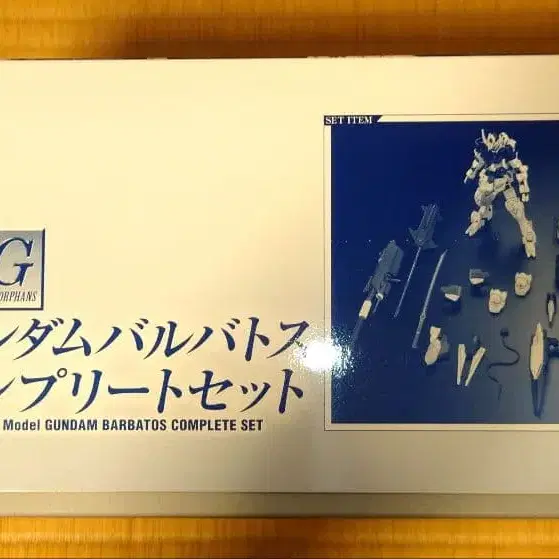 SET ITEM
G
ORPHANS
ンダムバルバトス
ンプリートセット
Model GUNDAM BARBATOS COMPLETE SET